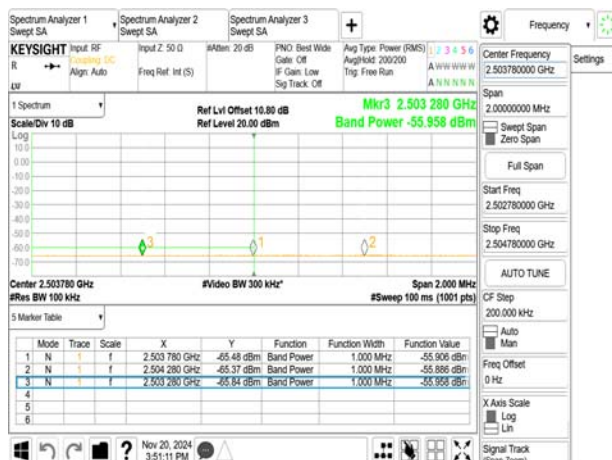 Spectrum Analyzer 1
Swept SA
Spectrum Analyzer 2
Swept SA
Spectrum Analyzer 3
Swept SA
+
Frequency
KEYSIGHT
R
Input: RF
Coupling: DC
Align: Auto
Input Z: 50 Ω
Freq Ref: Int (S)
#Atten: 20 dB
PNO: Best Wide
Gate: Off
IF Gain: Low
Sig Track: Off
Avg Type: Power (RMS)
Avg|Hold: 200/200
Trig: Free Run
1 2 3 4 5 6
A W W W W W
A N N N N N
Settings
Center Frequency
2.503780000 GHz
Span
2.00000000 MHz
Swept Span
Zero Span
Full Span
Start Freq
2.502780000 GHz
Stop Freq
2.504780000 GHz
AUTO TUNE
CF Step
200.000 kHz
Auto
Man
Freq Offset
0 Hz
X Axis Scale
Log
Lin
Signal Track
1 Spectrum
Scale/Div 10 dB
Ref Lvl Offset 10.80 dB
Ref Level 20.00 dBm
Mkr3 2.503 280 GHz
Band Power -55.958 dBm
Log
10.0
0.00
-10.0
-20.0
-30.0
-40.0
-50.0
-60.0
-70.0
3
1
2
Center 2.503780 GHz
#Video BW 300 kHz*
Span 2.000 MHz
#Res BW 100 kHz
#Sweep 100 ms (1001 pts)
5 Marker Table
Mode Trace Scale X Y Function Function Width Function Value
1 N 1 f 2.503 780 GHz -65.48 dBm Band Power 1.000 MHz -55.906 dBm
2 N 1 f 2.504 280 GHz -65.37 dBm Band Power 1.000 MHz -55.886 dBm
3 N 1 f 2.503 280 GHz -65.84 dBm Band Power 1.000 MHz -55.958 dBm
4
5
6
?
Nov 20, 2024
3:51:11 PM